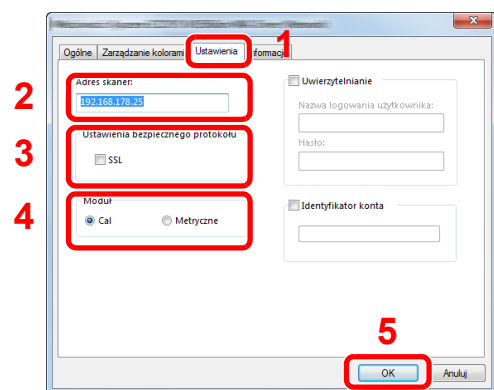 1
Ogólne Zarządzanie kolorami Ustawienia
2
Adres skaner:
192.168.178.25
Uwierzytelnianie
Nazwa logowania użytkownika:
Hasło:
3
Ustawienia bezpiecznego protokołu
SSL
4
Moduł
Cal Metryczne
Identyfikator konta
5
OK Anuluj